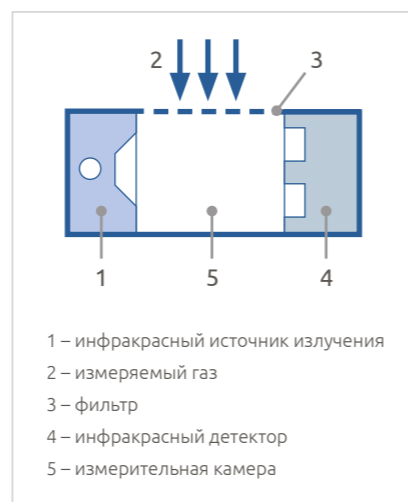 2 3
1 5 4
1 – инфракрасный источник излучения
2 – измеряемый газ
3 – фильтр
4 – инфракрасный детектор
5 – измерительная камера